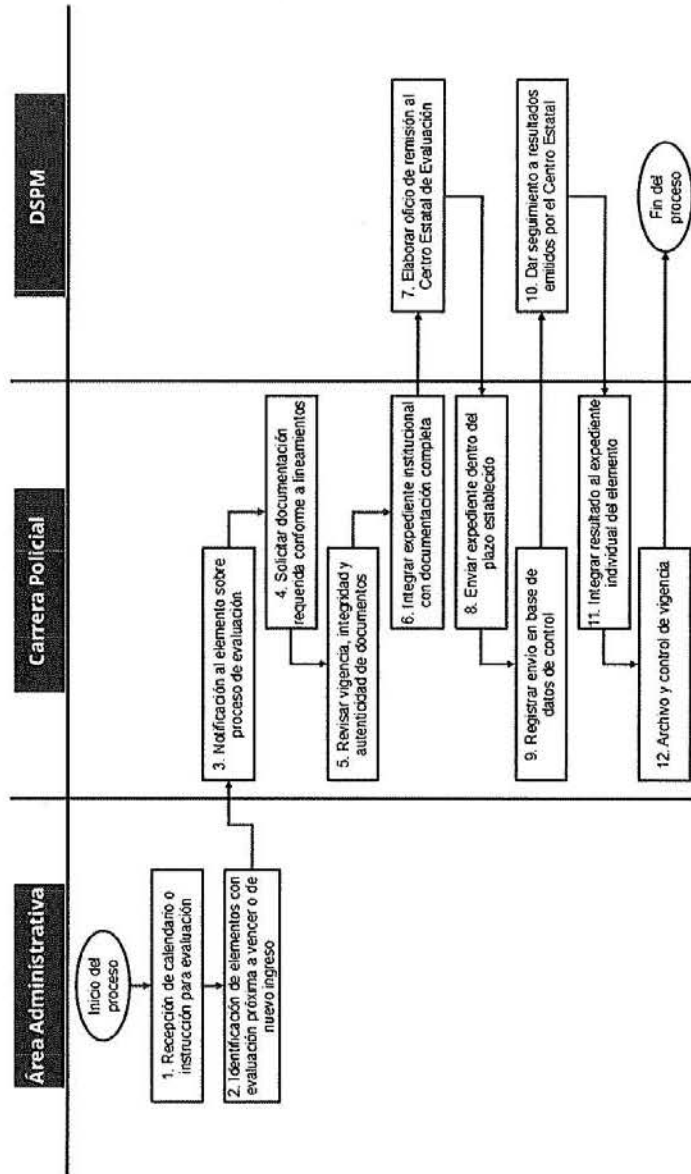 Área Administrativa
Carrera Policial
DSPM
Inicio del
proceso
1. Recepción de calendario o
instrucción para evaluación
2. Identificación de elementos con
evaluación próxima a vencer o de
nuevo ingreso
3. Notificación al elemento sobre
proceso de evaluación
4. Solicitar documentación
requerida conforme a lineamientos
5. Revisar vigencia, integridad y
autenticidad de documentos
6. Integrar expediente institucional
con documentación completa
7. Elaborar oficio de remisión al
Centro Estatal de Evaluación
8. Enviar expediente dentro del
plazo establecido
9. Registrar envío en base de
datos de control
10. Dar seguimiento a resultados
emitidos por el Centro Estatal
11. Integrar resultado al expediente
individual del elemento
12. Archivo y control de vigencia
Fin del
proceso